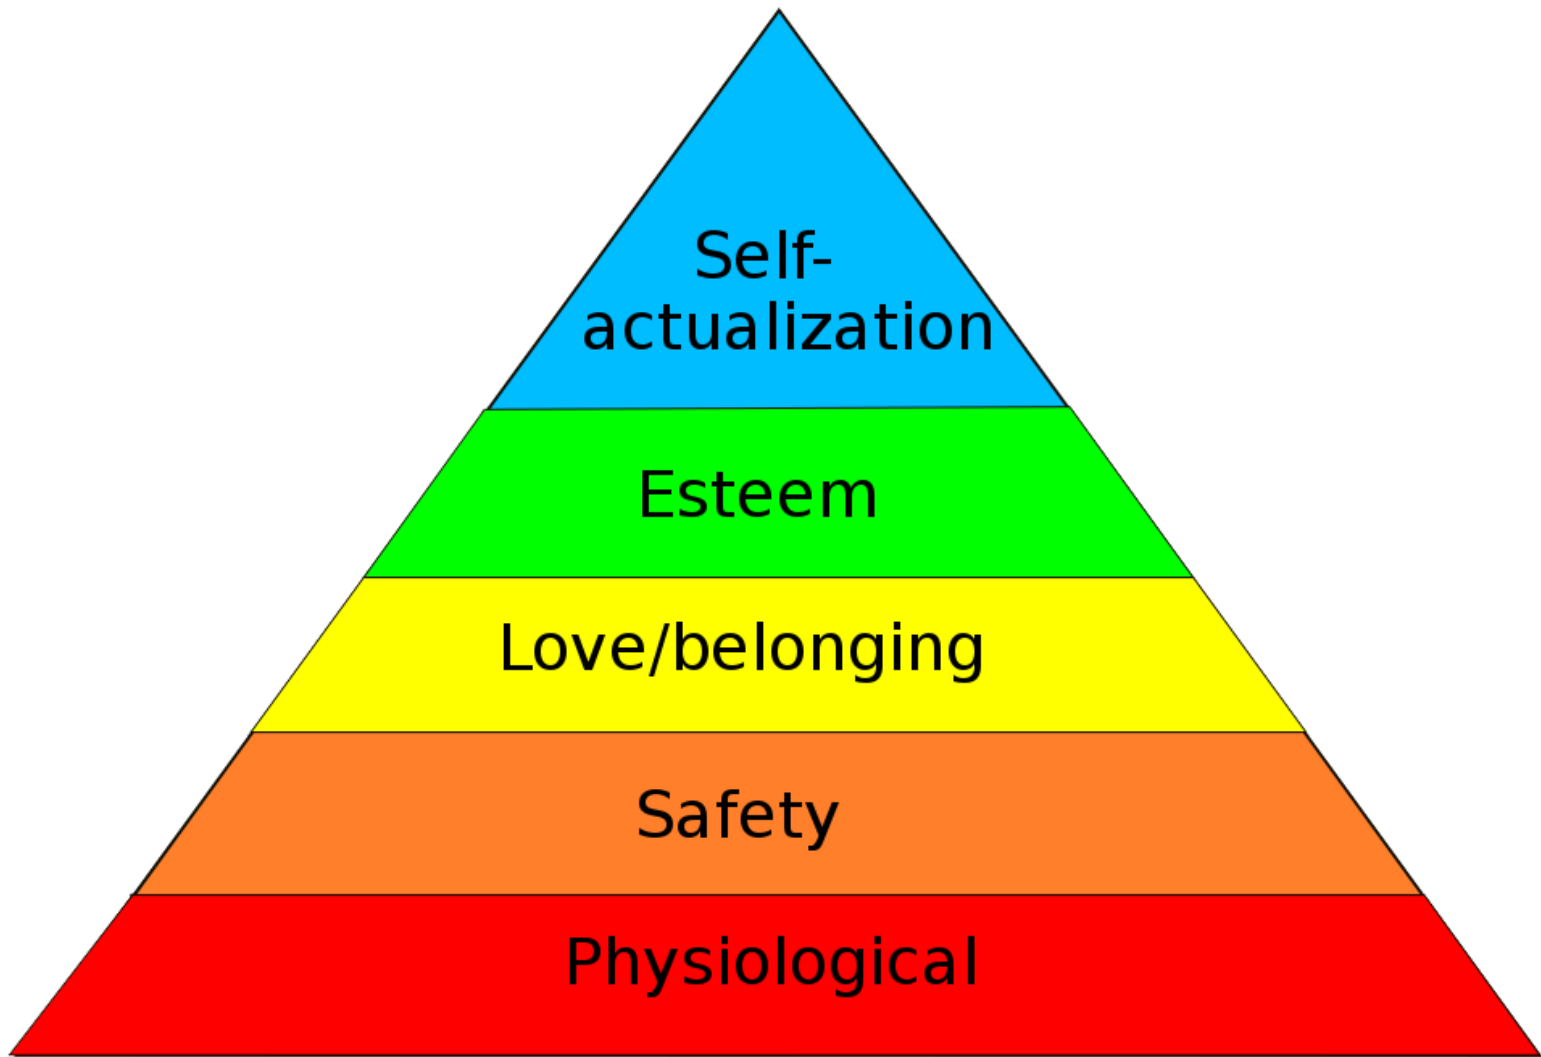 Self-
actualization
Esteem
Love/belonging
Safety
Physiological